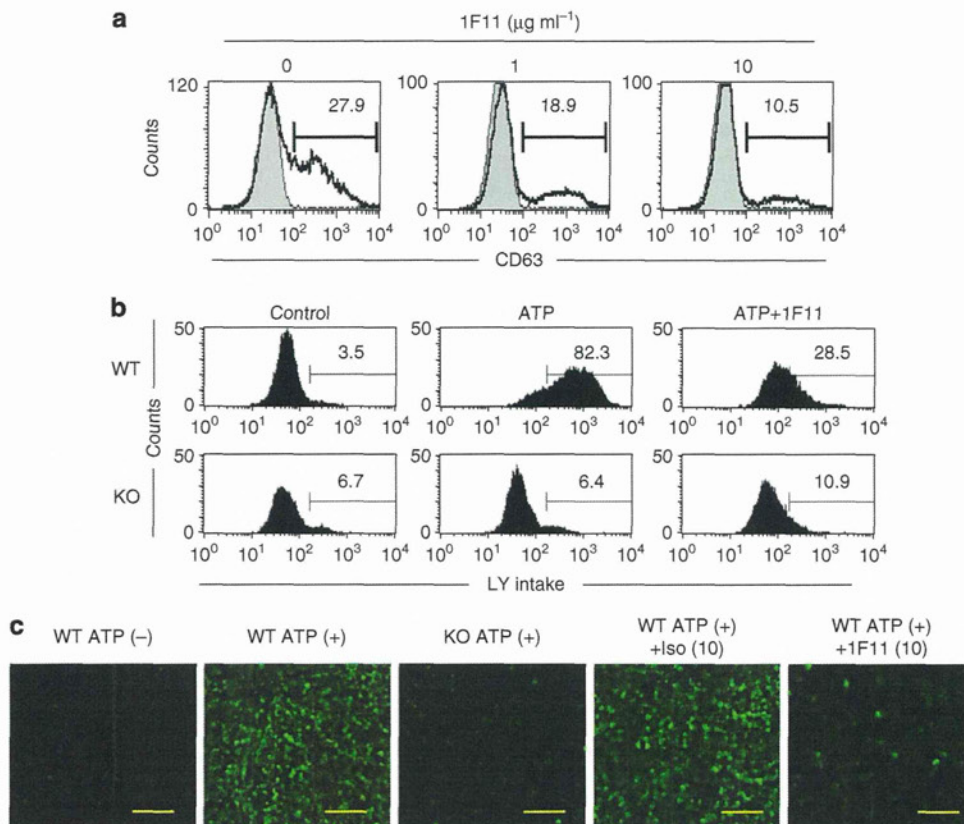 a
1F11 (μg ml⁻¹)
0 1 10
120 100 100
27.9 18.9 10.5
Counts
0 0 0
10⁰ 10¹ 10² 10³ 10⁴ 10⁰ 10¹ 10² 10³ 10⁴ 10⁰ 10¹ 10² 10³ 10⁴
CD63
b
Control ATP ATP+1F11
50 50 50
WT
3.5 82.3 28.5
0 0 0
10⁰ 10¹ 10² 10³ 10⁴ 10⁰ 10¹ 10² 10³ 10⁴ 10⁰ 10¹ 10² 10³ 10⁴
Counts
50 50 50
KO
6.7 6.4 10.9
0 0 0
10⁰ 10¹ 10² 10³ 10⁴ 10⁰ 10¹ 10² 10³ 10⁴ 10⁰ 10¹ 10² 10³ 10⁴
LY intake
c
WT ATP (–)
WT ATP (+)
KO ATP (+)
WT ATP (+)
+Iso (10)
WT ATP (+)
+1F11 (10)